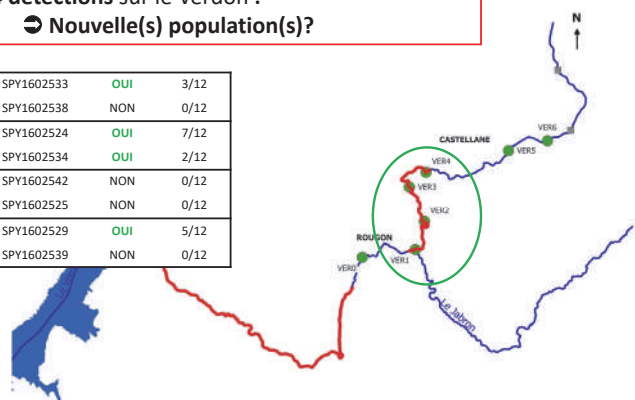 détections sur le Verdon :
➲ Nouvelle(s) population(s)?
SPY1602533 OUI 3/12
SPY1602538 NON 0/12
SPY1602524 OUI 7/12
SPY1602534 OUI 2/12
SPY1602542 NON 0/12
SPY1602525 NON 0/12
SPY1602529 OUI 5/12
SPY1602539 NON 0/12
N
CASTELLANE
VER6
VER5
VER4
VER3
VER2
ROUGON
VER1
VER0
Le Jabron